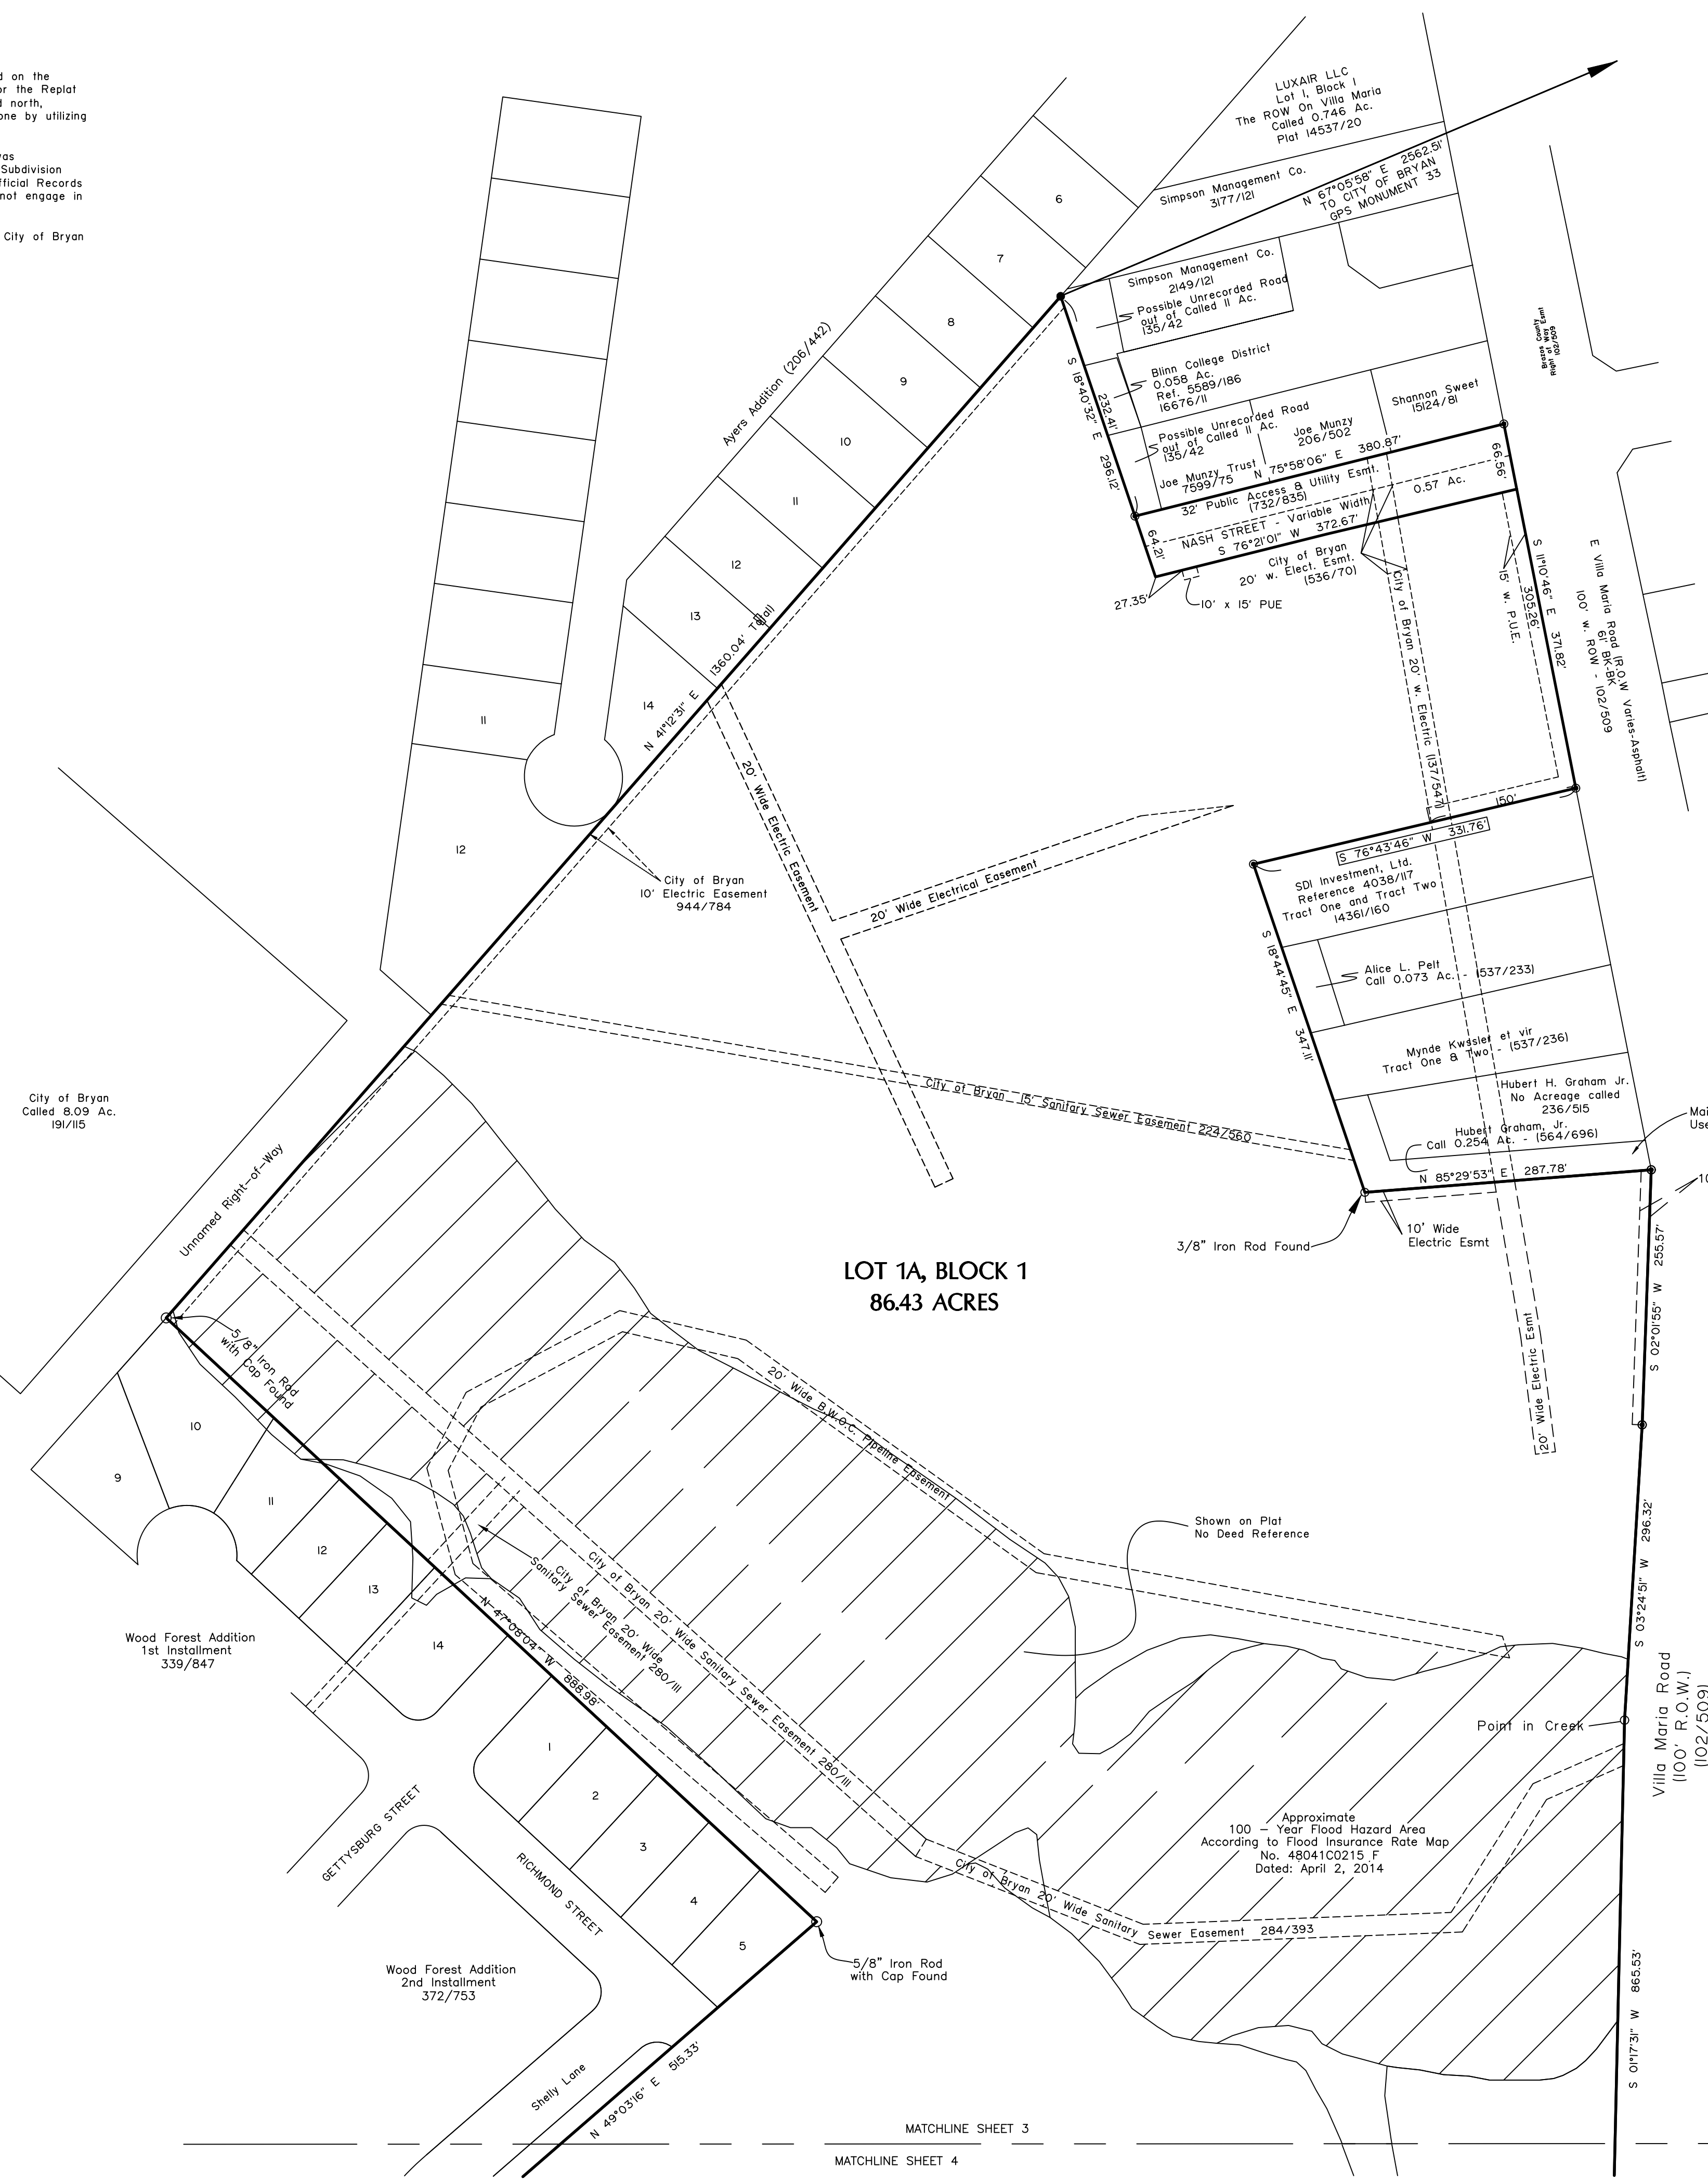 d on the
or the Replat
d north,
one by utilizing
was
Subdivision
fficial Records
not engage in
City of Bryan
LUXAIR LLC
Lot 1, Block 1
The ROW On Villa Maria
Called 0.746 Ac.
Plat 14537/20
Simpson Management Co.
3177/121
N 67°05'58" E 2562.51'
TO CITY OF BRYAN
GPS MONUMENT 33
6
7
8
9
10
11
12
13
14
Ayers Addition (206/442)
Simpson Management Co.
2149/121
Possible Unrecorded Road
out of Called 11 Ac.
135/42
Blinn College District
0.058 Ac.
Ref. 5589/186
16676/11
Possible Unrecorded Road
out of Called 11 Ac.
135/42
Joe Munzy
206/502
Shannon Sweet
15124/81
Joe Munzy Trust
7599/75
N 75°58'06" E 380.87'
32' Public Access & Utility Esmt.
(732/835)
0.57 Ac.
NASH STREET - Variable Width
S 76°21'01" W 372.67'
City of Bryan
20' w. Elect. Esmt.
(536/70)
10' x 15' PUE
27.35'
64.21'
66.56'
S 18°40'32" E 296.12'
232.41'
Brazos County
Right of Way Esmt
102/509
S 11°10'46" E 371.82'
305.26'
15' w. P.U.E.
City of Bryan 20' w. Electric (137/547)
E Villa Maria Road (R.O.W Varies-Asphalt)
61' BK-BK
100' w. ROW - 102/509
N 41°12'31" E 1360.04' Total)
11
12
City of Bryan
10' Electric Easement
944/784
20' Wide Electric Easement
20' Wide Electrical Easement
150'
S 76°43'46" W 331.76'
SDI Investment, Ltd.
Reference 4038/117
Tract One and Tract Two
14361/160
S 18°44'45" E 347.11'
Alice L. Pelt
Call 0.073 Ac. - (537/233)
Mynde Kwssler et vir
Tract One & Two - (537/236)
Hubert H. Graham Jr.
No Acreage called
236/515
Hubert Graham, Jr.
Call 0.254 Ac. - (564/696)
Mai
Use
N 85°29'53" E 287.78'
10
3/8" Iron Rod Found
10' Wide
Electric Esmt
City of Bryan 15' Sanitary Sewer Easement 224/560
City of Bryan
Called 8.09 Ac.
191/115
Unnamed Right-of-Way
LOT 1A, BLOCK 1
86.43 ACRES
20' Wide Electric Esmt
S 02°01'55" W 255.57'
5/8" Iron Rod
with Cap Found
20' Wide B.W.O.C. Pipeline Easement
9
10
11
12
13
14
Shown on Plat
No Deed Reference
S 03°24'51" W 296.32'
City of Bryan 20' Wide Sanitary Sewer Easement 280/111
City of Bryan 20' Wide
Sanitary Sewer Easement 280/111
N 47°08'04" W 888.98'
Wood Forest Addition
1st Installment
339/847
Point in Creek
Villa Maria Road
(100' R.O.W.)
(102/509)
1
2
3
4
5
GETTYSBURG STREET
RICHMOND STREET
Approximate
100 – Year Flood Hazard Area
According to Flood Insurance Rate Map
No. 48041C0215 F
Dated: April 2, 2014
City of Bryan 20' Wide Sanitary Sewer Easement 284/393
5/8" Iron Rod
with Cap Found
Wood Forest Addition
2nd Installment
372/753
S 01°17'31" W 865.53'
Shelly Lane
N 49°03'16" E 515.33'
MATCHLINE SHEET 3
MATCHLINE SHEET 4